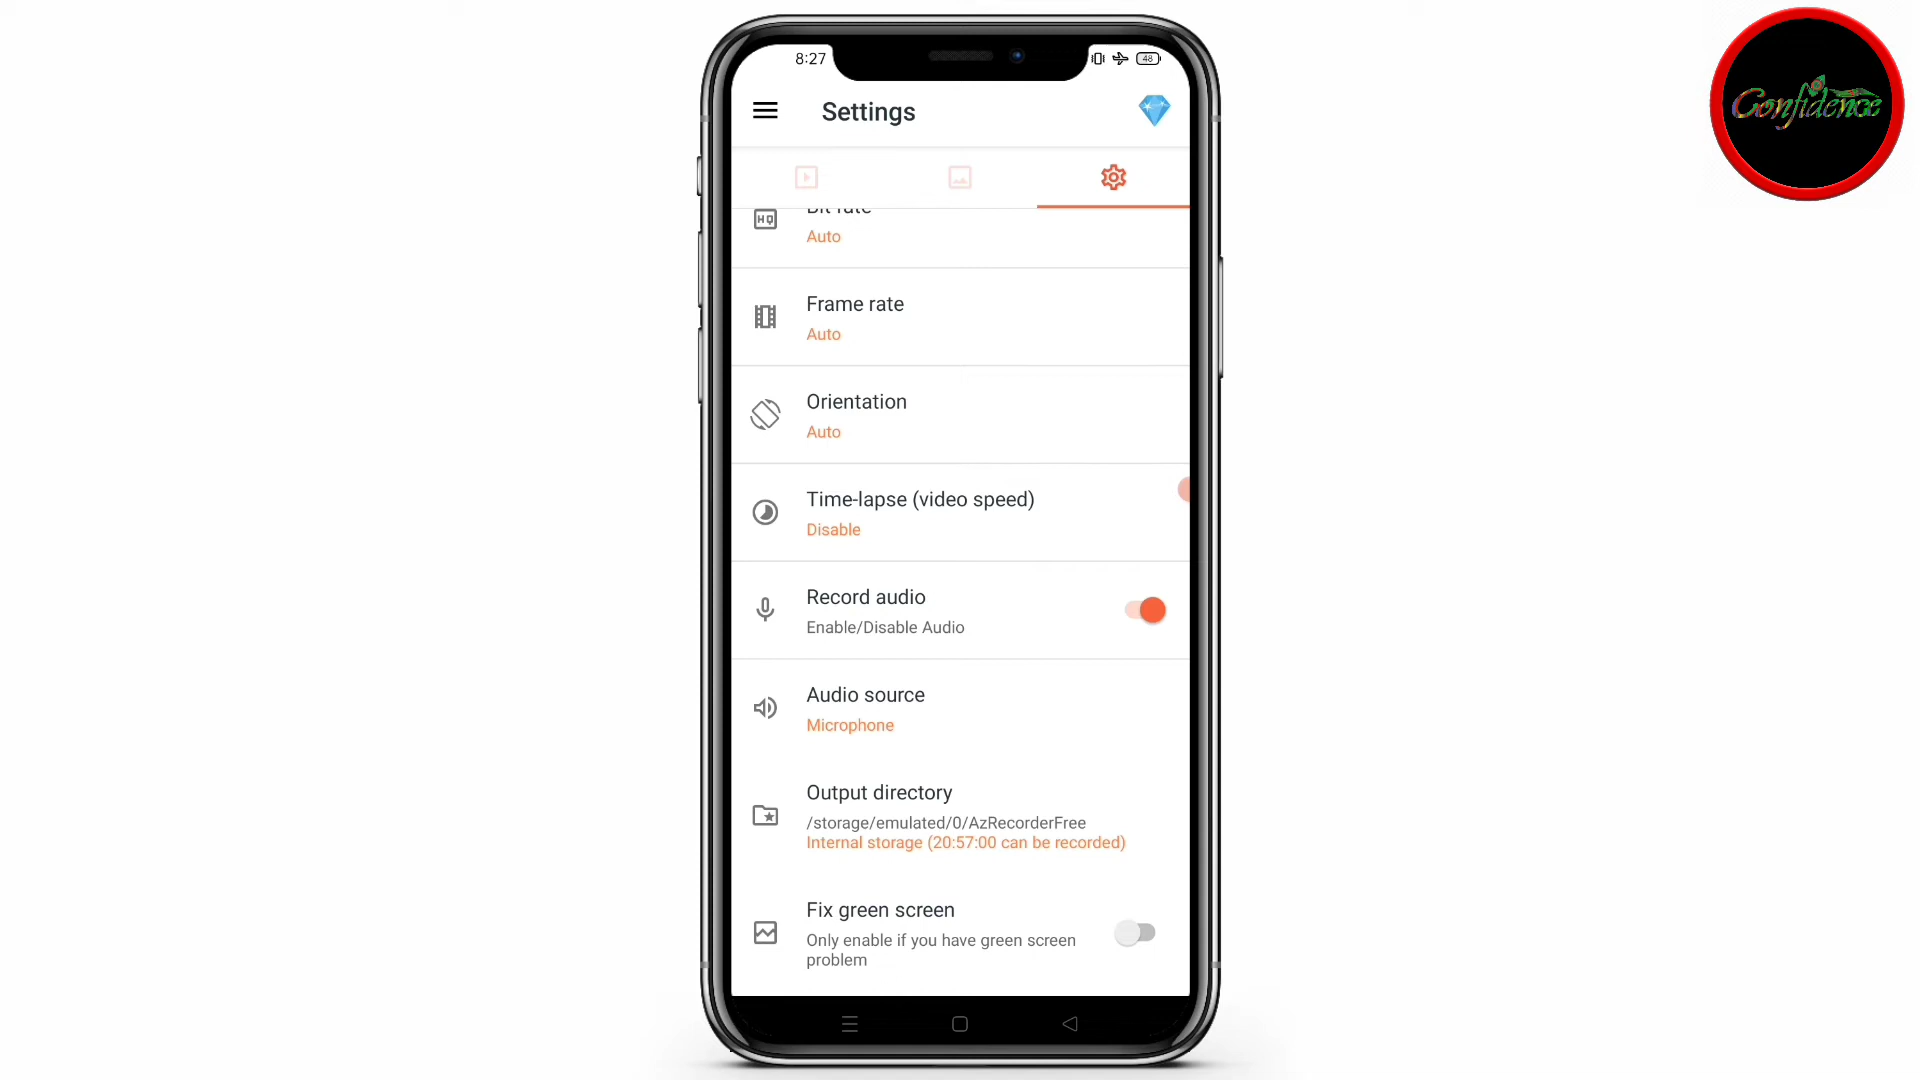 8:27
48
Confidence
Settings
Bit rate
HQ
Auto
Frame rate
Auto
Orientation
Auto
Time-lapse (video speed)
Disable
Record audio
Enable/Disable Audio
Audio source
Microphone
Output directory
/storage/emulated/0/AzRecorderFree
Internal storage (20:57:00 can be recorded)
Fix green screen
Only enable if you have green screen
problem